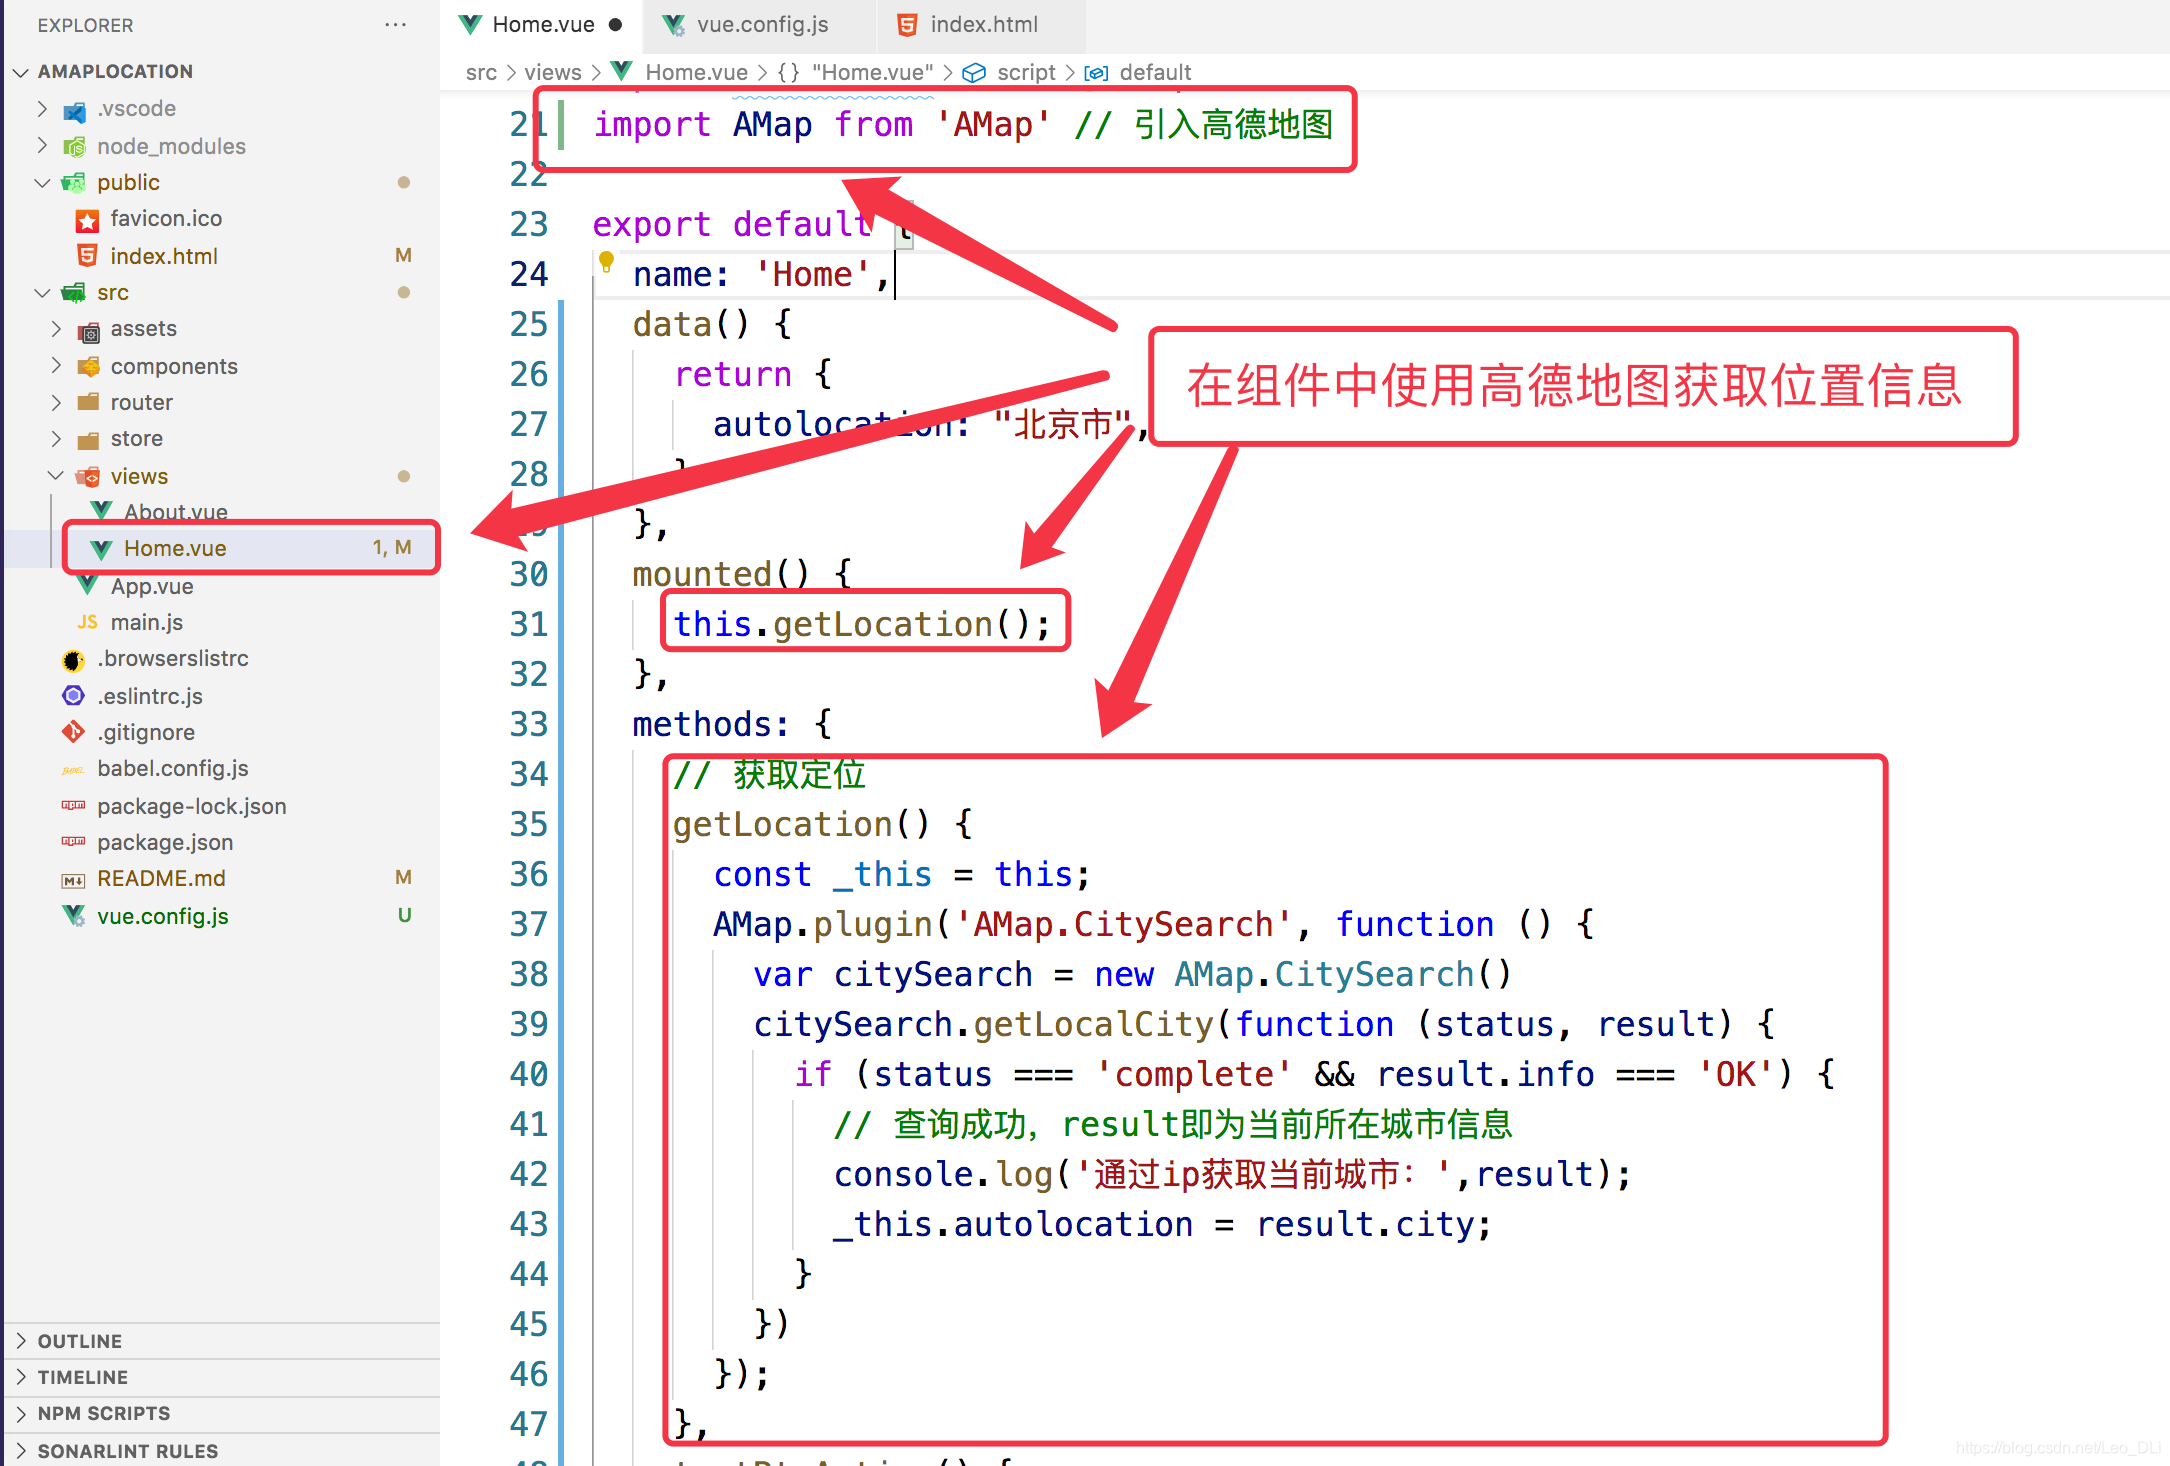 EXPLORER
···
AMAPLOCATION
.vscode
node_modules
public
favicon.ico
index.html M
src
assets
components
router
store
views
About.vue
Home.vue 1, M
App.vue
main.js
.browserslistrc
.eslintrc.js
.gitignore
babel.config.js
package-lock.json
package.json
README.md M
vue.config.js U
OUTLINE
TIMELINE
NPM SCRIPTS
SONARLINT RULES
Home.vue vue.config.js index.html
src > views > Home.vue > {} "Home.vue" > script > default
21 import AMap from 'AMap' // 引入高德地图
22
23 export default {
24 name: 'Home',
25 data() {
26 return {
27 autolocation: "北京市",
28 }
29 },
30 mounted() {
31 this.getLocation();
32 },
33 methods: {
34 // 获取定位
35 getLocation() {
36 const _this = this;
37 AMap.plugin('AMap.CitySearch', function () {
38 var citySearch = new AMap.CitySearch()
39 citySearch.getLocalCity(function (status, result) {
40 if (status === 'complete' && result.info === 'OK') {
41 // 查询成功，result即为当前所在城市信息
42 console.log('通过ip获取当前城市：',result);
43 _this.autolocation = result.city;
44 }
45 })
46 });
47 },
在组件中使用高德地图获取位置信息
https://blog.csdn.net/Leo_DLi